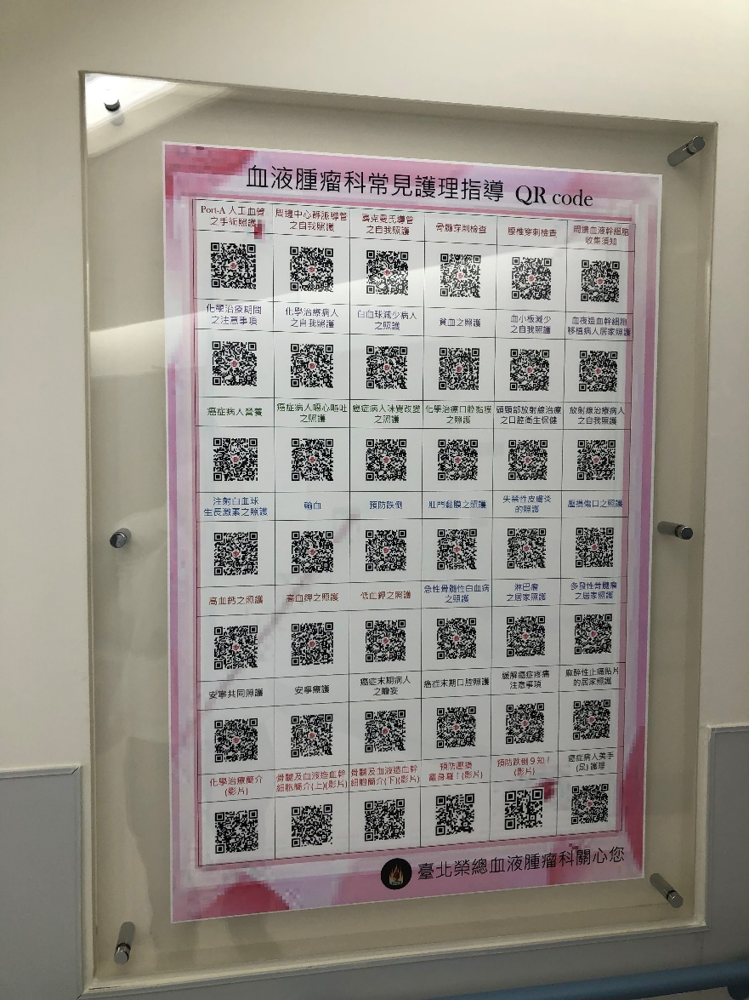 血液腫瘤科常見護理指導 QR code
Port-A 人工血管
之手術照護
周邊中心靜脈導管
之自我照護
希克曼氏導管
之自我照護
骨髓穿刺檢查
腰椎穿刺檢查
周邊血液幹細胞
收集須知
化學治療期間
之注意事項
化學治療病人
之自我照護
白血球減少病人
之照護
貧血之照護
血小板減少
之自我照護
血夜造血幹細胞
移植病人居家照護
癌症病人營養
癌症病人噁心嘔吐
之照護
癌症病人味覺改變
之照護
化學治療口腔黏膜
之照護
頭頸部放射線治療
之口腔衛生保健
放射線治療病人
之自我照護
注射白血球
生長激素之照護
輸血
預防跌倒
肛門黏膜之照護
失禁性皮膚炎
的照護
壓損傷口之照護
高血鈣之照護
高血鉀之照護
低血鉀之照護
急性骨髓性白血病
之照護
淋巴瘤
之居家照護
多發性骨髓瘤
之居家照護
安寧共同照護
安寧療護
癌症末期病人
之譫妄
癌症末期口腔照護
緩解癌症疼痛
注意事項
麻醉性止痛貼片
的居家照護
化學治療簡介
(影片)
骨髓及血液造血幹
細胞簡介(上)(影片)
骨髓及血液造血幹
細胞簡介(下)(影片)
預防壓損
翻身囉！(影片)
預防跌倒 9 知！
(影片)
癌症病人美手
(足)護理
臺北榮總血液腫瘤科關心您